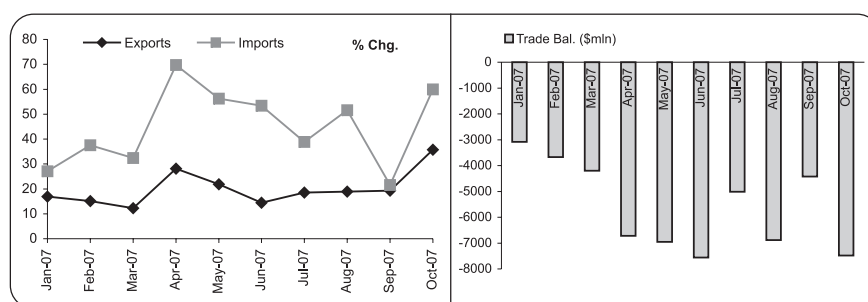 Exports
Imports
% Chg.
80
70
60
50
40
30
20
10
0
Jan-07
Feb-07
Mar-07
Apr-07
May-07
Jun-07
Jul-07
Aug-07
Sep-07
Oct-07
Trade Bal. ($mln)
0
-1000
-2000
-3000
-4000
-5000
-6000
-7000
-8000
Jan-07
Feb-07
Mar-07
Apr-07
May-07
Jun-07
Jul-07
Aug-07
Sep-07
Oct-07